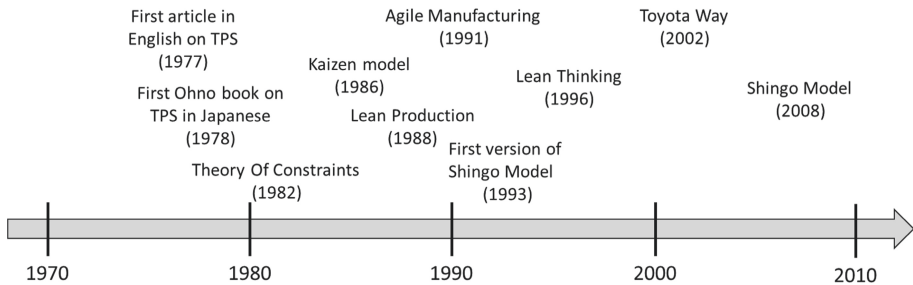 First article in
English on TPS
(1977)
Agile Manufacturing
(1991)
Toyota Way
(2002)
Kaizen model
(1986)
Lean Thinking
(1996)
Shingo Model
(2008)
First Ohno book on
TPS in Japanese
(1978)
Lean Production
(1988)
First version of
Shingo Model
(1993)
Theory Of Constraints
(1982)
1970
1980
1990
2000
2010